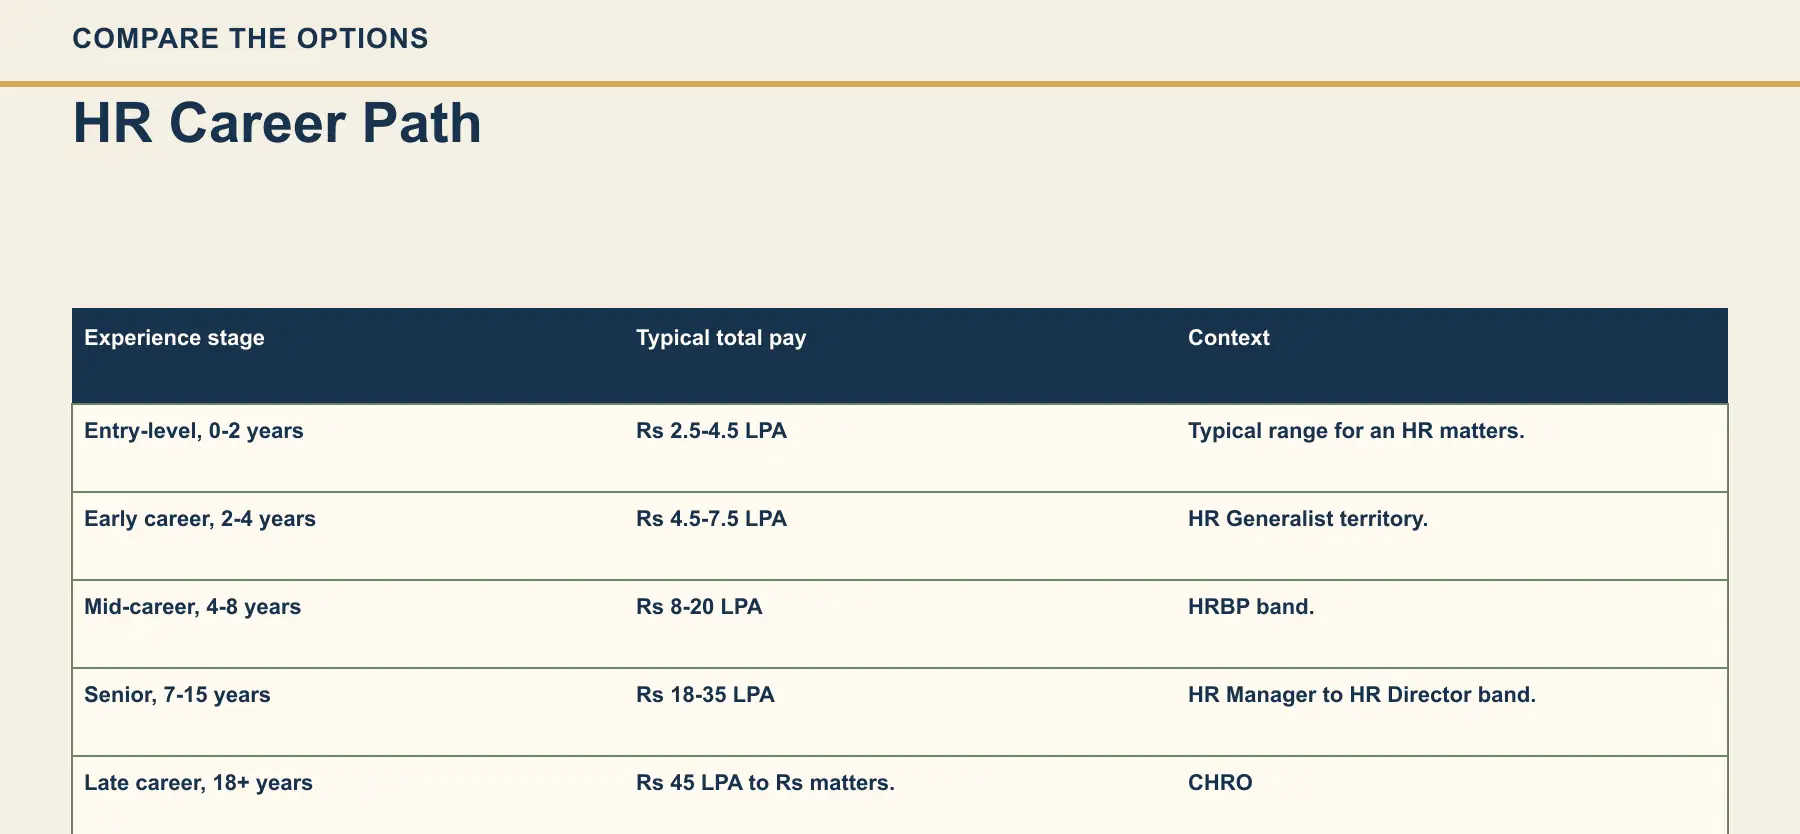 COMPARE THE OPTIONS
HR Career Path
Experience stage Typical total pay Context
Entry-level, 0-2 years Rs 2.5-4.5 LPA Typical range for an HR matters.
Early career, 2-4 years Rs 4.5-7.5 LPA HR Generalist territory.
Mid-career, 4-8 years Rs 8-20 LPA HRBP band.
Senior, 7-15 years Rs 18-35 LPA HR Manager to HR Director band.
Late career, 18+ years Rs 45 LPA to Rs matters. CHRO